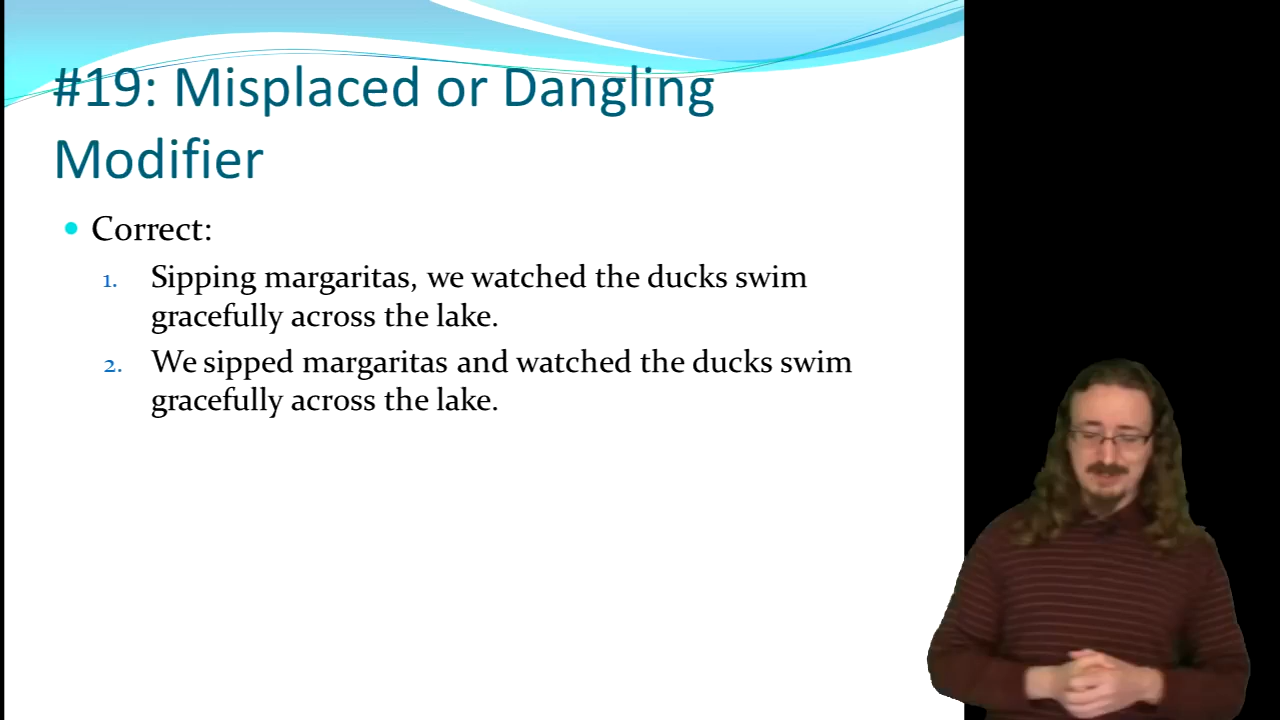 #19: Misplaced or Dangling
Modifier
• Correct:
1. Sipping margaritas, we watched the ducks swim
gracefully across the lake.
2. We sipped margaritas and watched the ducks swim
gracefully across the lake.